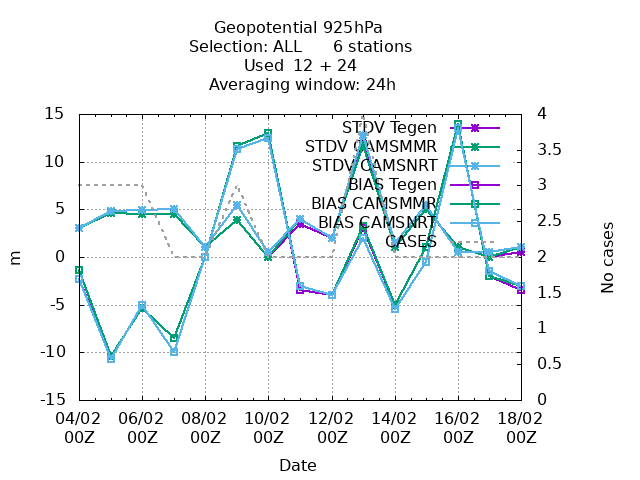 Geopotential 925hPa
Selection: ALL 6 stations
Used 12 + 24
Averaging window: 24h
STDV Tegen
STDV CAMSMMR
STDV CAMSNRT
BIAS Tegen
BIAS CAMSMMR
BIAS CAMSNRT
CASES
15
10
5
0
-5
-10
-15
m
4
3.5
3
2.5
2
1.5
1
0.5
0
No cases
04/02 06/02 08/02 10/02 12/02 14/02 16/02 18/02
00Z 00Z 00Z 00Z 00Z 00Z 00Z 00Z
Date